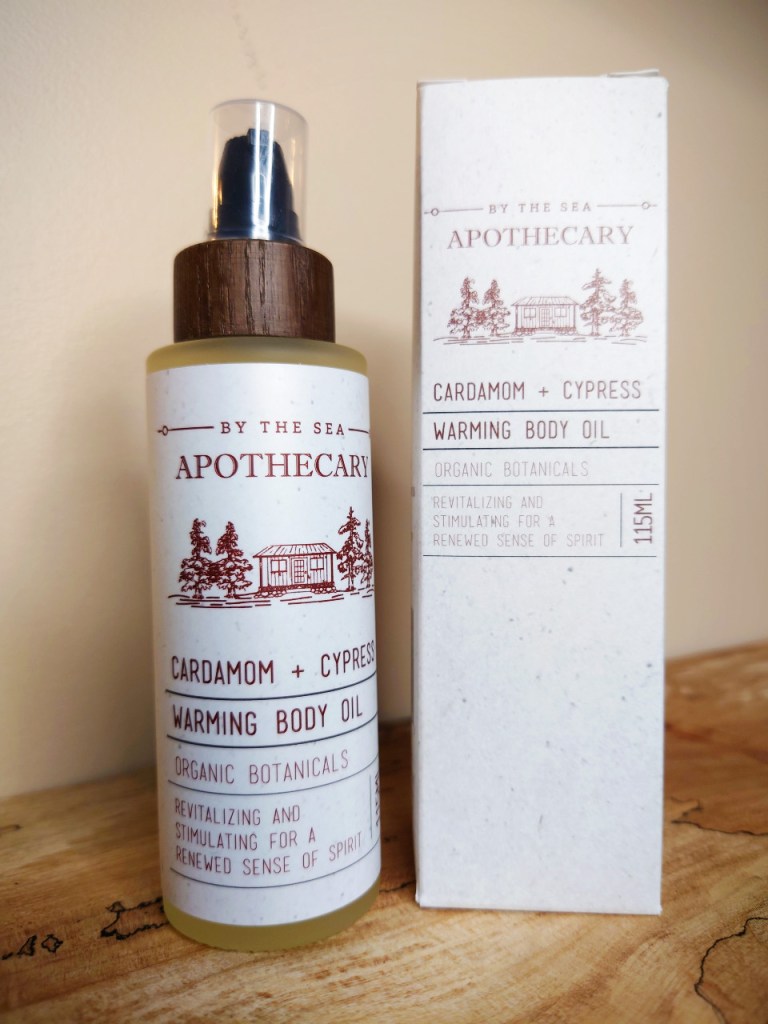 BY THE SEA
APOTHECARY
CARDAMOM + CYPRESS
WARMING BODY OIL
ORGANIC BOTANICALS
REVITALIZING AND
STIMULATING FOR A
RENEWED SENSE OF SPIRIT
BY THE SEA
APOTHECARY
CARDAMOM + CYPRESS
WARMING BODY OIL
ORGANIC BOTANICALS
REVITALIZING AND
STIMULATING FOR A
RENEWED SENSE OF SPIRIT
115ML